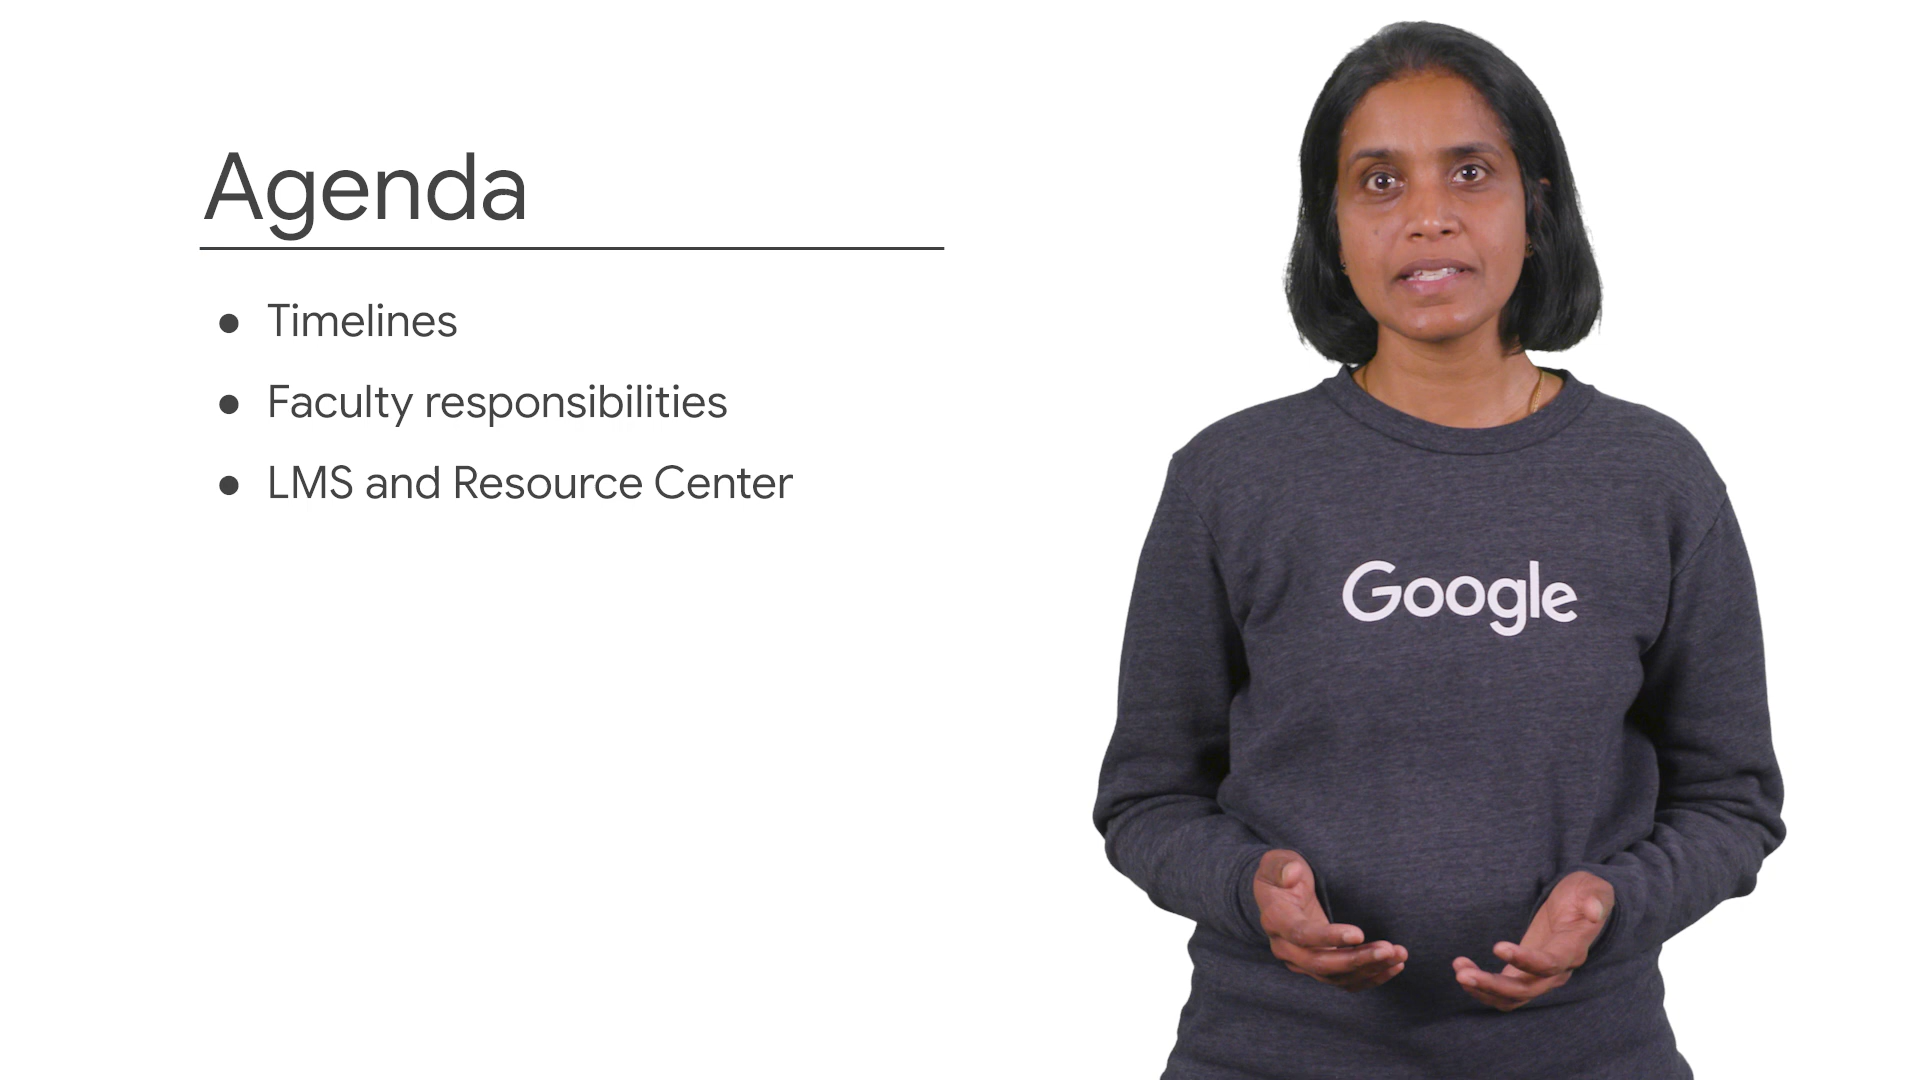 Agenda
● Timelines
● Faculty responsibilities
● LMS and Resource Center
Google